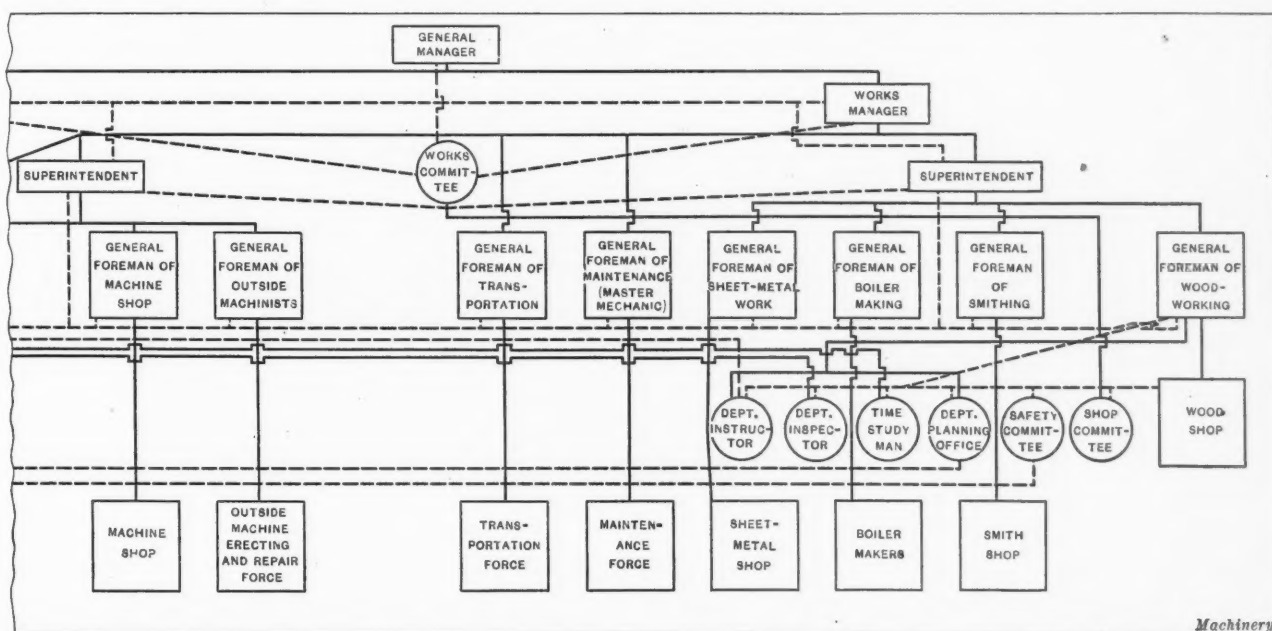 GENERAL
MANAGER
WORKS
MANAGER
WORKS
COMMIT-
TEE
SUPERINTENDENT
SUPERINTENDENT
GENERAL
FOREMAN OF
MACHINE
SHOP
GENERAL
FOREMAN OF
OUTSIDE
MACHINISTS
GENERAL
FOREMAN OF
TRANS-
PORTATION
GENERAL
FOREMAN OF
MAINTENANCE
(MASTER
MECHANIC)
GENERAL
FOREMAN OF
SHEET-METAL
WORK
GENERAL
FOREMAN OF
BOILER
MAKING
GENERAL
FOREMAN
OF
SMITHING
GENERAL
FOREMAN OF
WOOD-
WORKING
DEPT.
INSTRUC-
TOR
DEPT.
INSPEC-
TOR
TIME
STUDY
MAN
DEPT.
PLANNING
OFFICE
SAFETY
COMMIT-
TEE
SHOP
COMMIT-
TEE
WOOD
SHOP
MACHINE
SHOP
OUTSIDE
MACHINE
ERECTING
AND REPAIR
FORCE
TRANS-
PORTATION
FORCE
MAINTEN-
ANCE
FORCE
SHEET-
METAL
SHOP
BOILER
MAKERS
SMITH
SHOP
Machinery